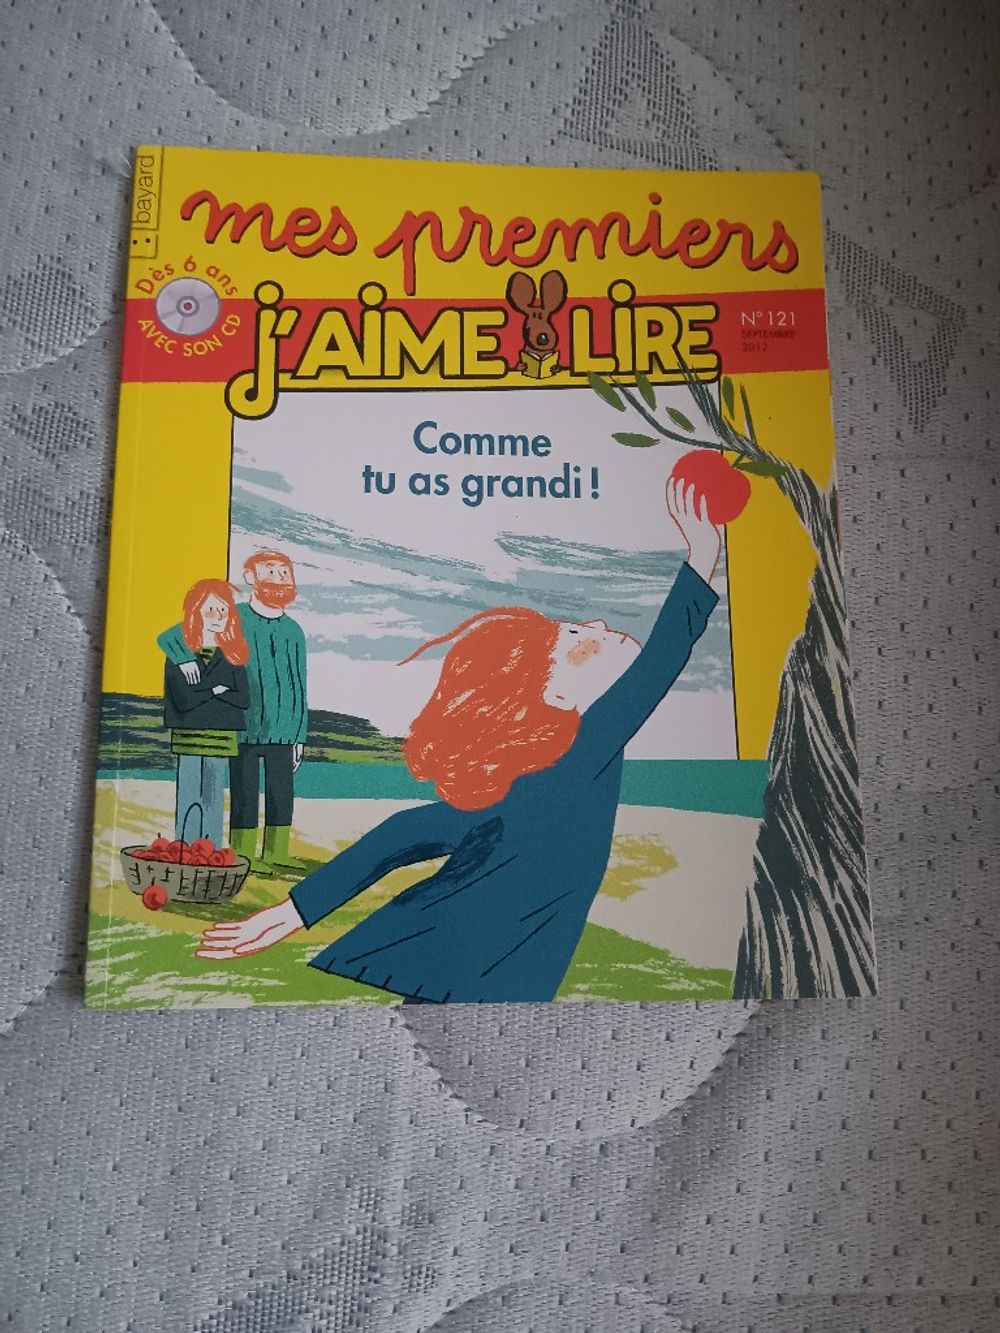 bayard
mes premiers
Dès 6 ans
AVEC SON CD
j'AiME LiRE
N° 121
SEPTEMBRE
2012
Comme
tu as grandi !